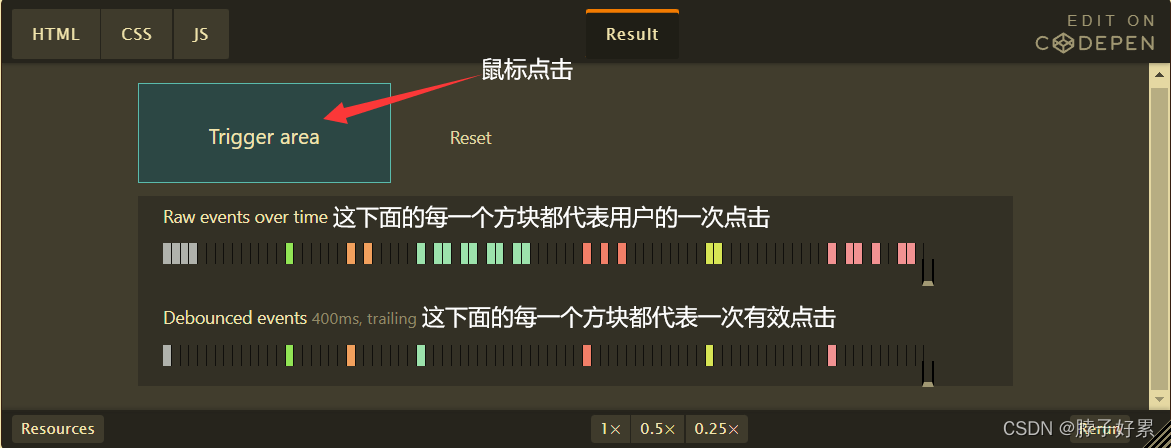 HTML CSS JS Result EDIT ON
CODEPEN
鼠标点击
Trigger area
Reset
Raw events over time 这下面的每一个方块都代表用户的一次点击
Debounced events 400ms, trailing 这下面的每一个方块都代表一次有效点击
Resources 1× 0.5× 0.25× Rerun
CSDN @脖子好累